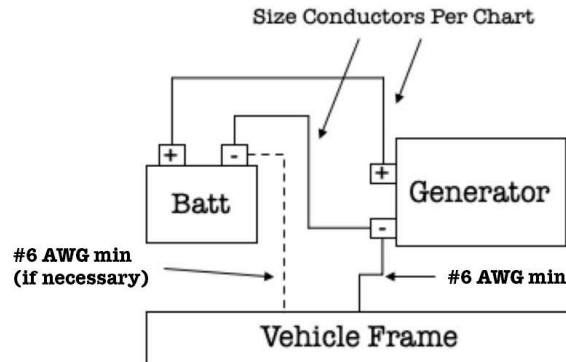 Size Conductors Per Chart
+
-
+
Batt
Generator
-
#6 AWG min
(if necessary)
#6 AWG min
Vehicle Frame